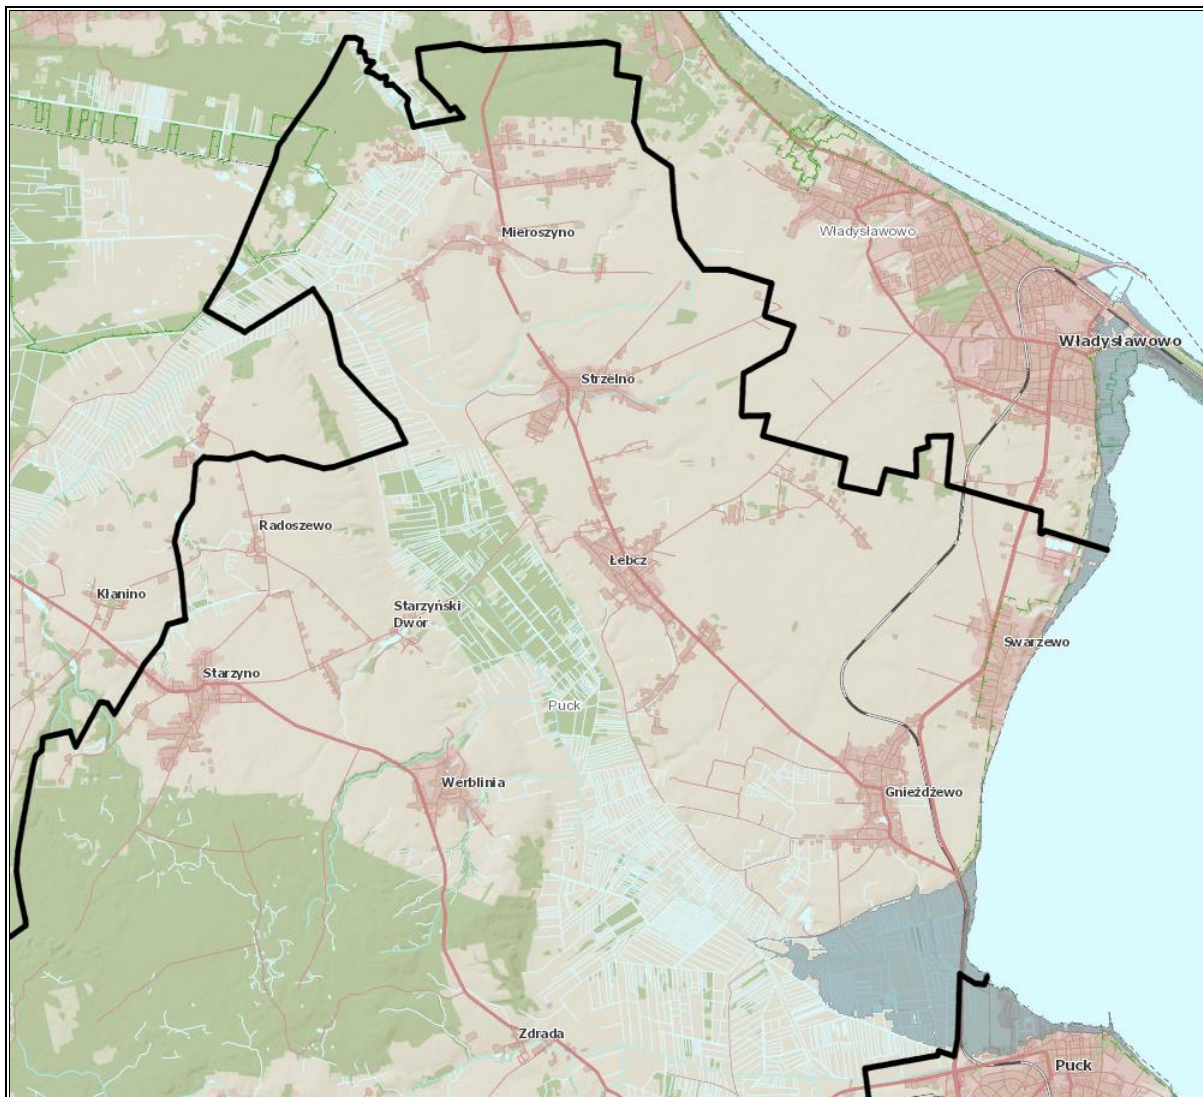 Mieroszyno
Władysławowo
Władysławowo
Strzelno
Radoszewo
Łebcz
Kłanino
Starzyński
Dwór
Swarzewo
Starzyno
Puck
Werblinia
Gnieżdżewo
Zdrada
Puck